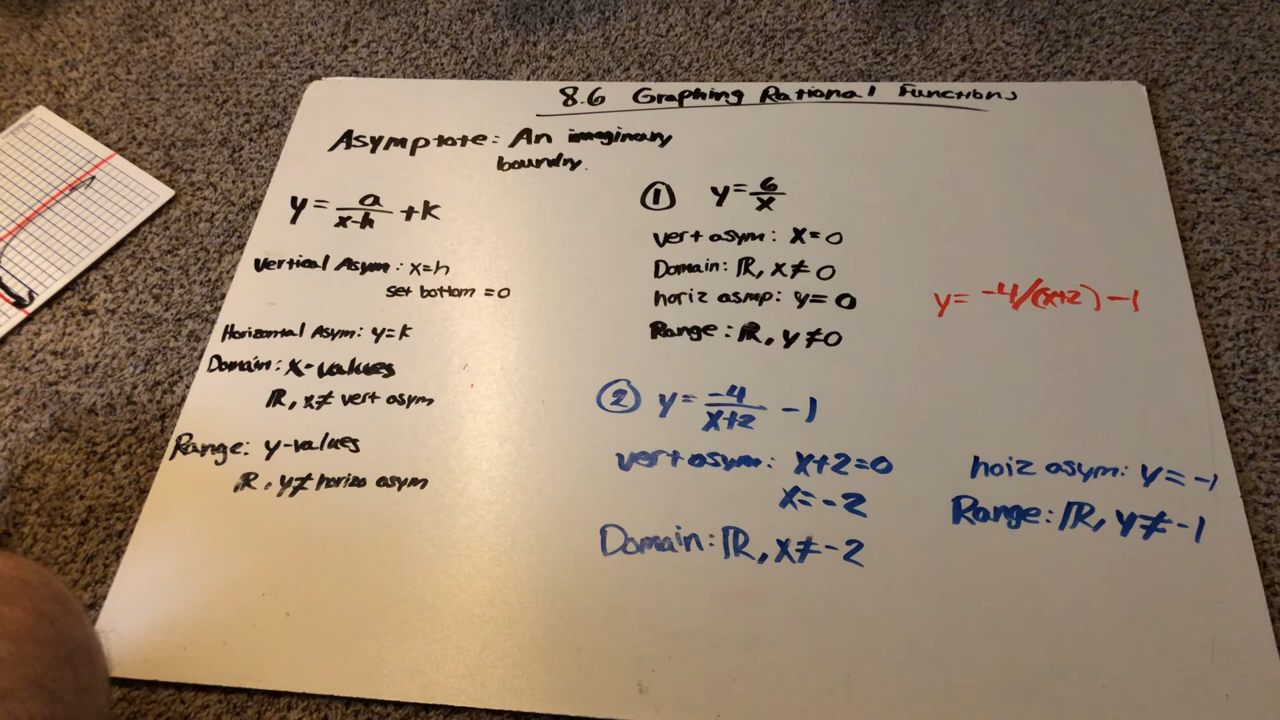 8.6 Graphing Rational Functions
Asymptote: An imaginary
boundry.
y = a/(x-h) + k
Vertical Asym: x=h
set bottom = 0
Horizontal Asym: y=k
Domain: x-values
ℝ, x≠ vert asym
Range: y-values
ℝ, y≠ horizo asym
① y = 6/x
vert asym: x=0
Domain: ℝ, x≠0
horiz asmp: y=0
Range: ℝ, y≠0
y = -4/(x+2) -1
② y = -4/(x+2) - 1
vert asym: x+2=0
x=-2
Domain: ℝ, x≠-2
hoiz asym: y=-1
Range: ℝ, y≠-1